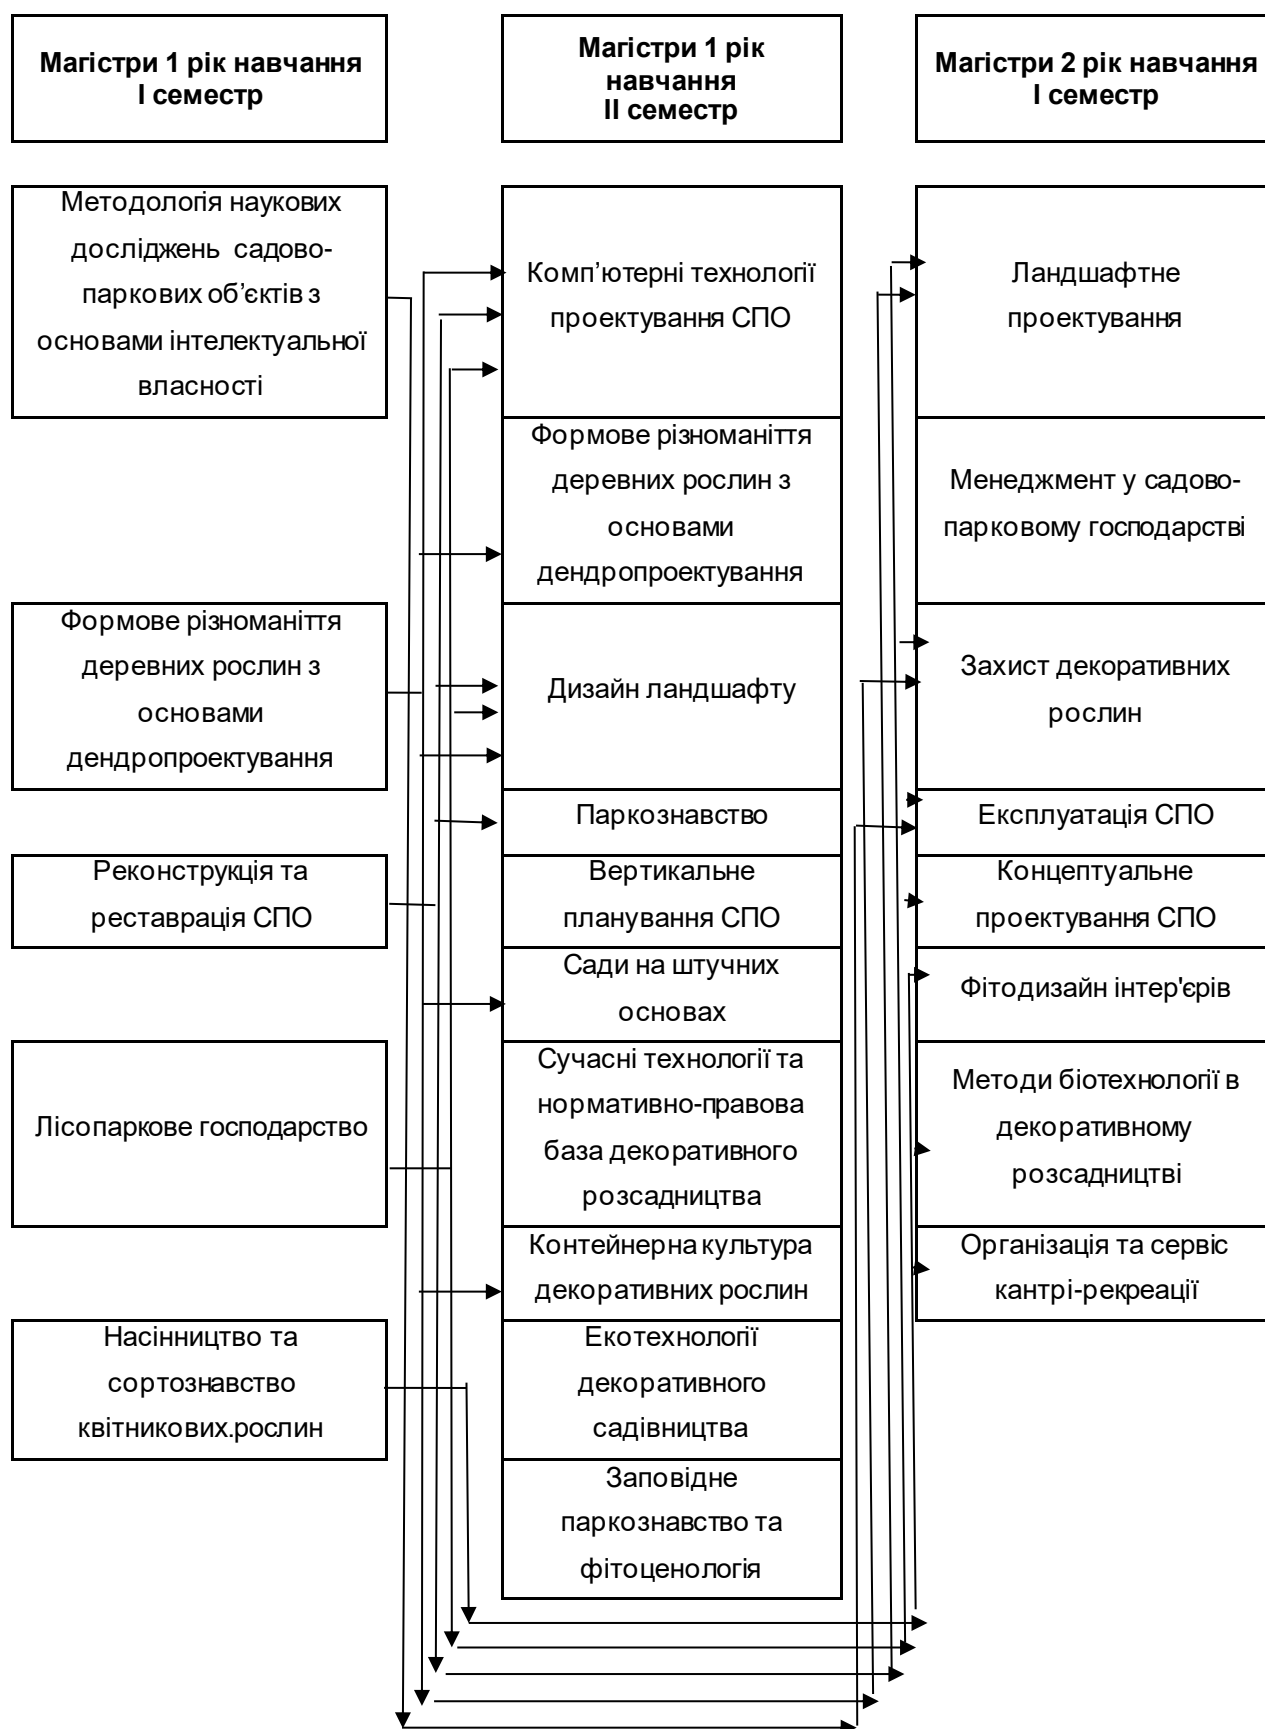 Магістри 1 рік навчання
І семестр
Магістри 1 рік
навчання
ІІ семестр
Магістри 2 рік навчання
І семестр
Методологія наукових
досліджень садово-
паркових об’єктів з
основами інтелектуальної
власності
Формове різноманіття
деревних рослин з
основами
дендропроектування
Реконструкція та
реставрація СПО
Лісопаркове господарство
Насінництво та
сортознавство
квітникових.рослин
Комп’ютерні технології
проектування СПО
Формове різноманіття
деревних рослин з
основами
дендропроектування
Дизайн ландшафту
Паркознавство
Вертикальне
планування СПО
Сади на штучних
основах
Сучасні технології та
нормативно-правова
база декоративного
розсадництва
Контейнерна культура
декоративних рослин
Екотехнології
декоративного
садівництва
Заповідне
паркознавство та
фітоценологія
Ландшафтне
проектування
Менеджмент у садово-
парковому господарстві
Захист декоративних
рослин
Експлуатація СПО
Концептуальне
проектування СПО
Фітодизайн інтер'єрів
Методи біотехнології в
декоративному
розсадництві
Організація та сервіс
кантрі-рекреації